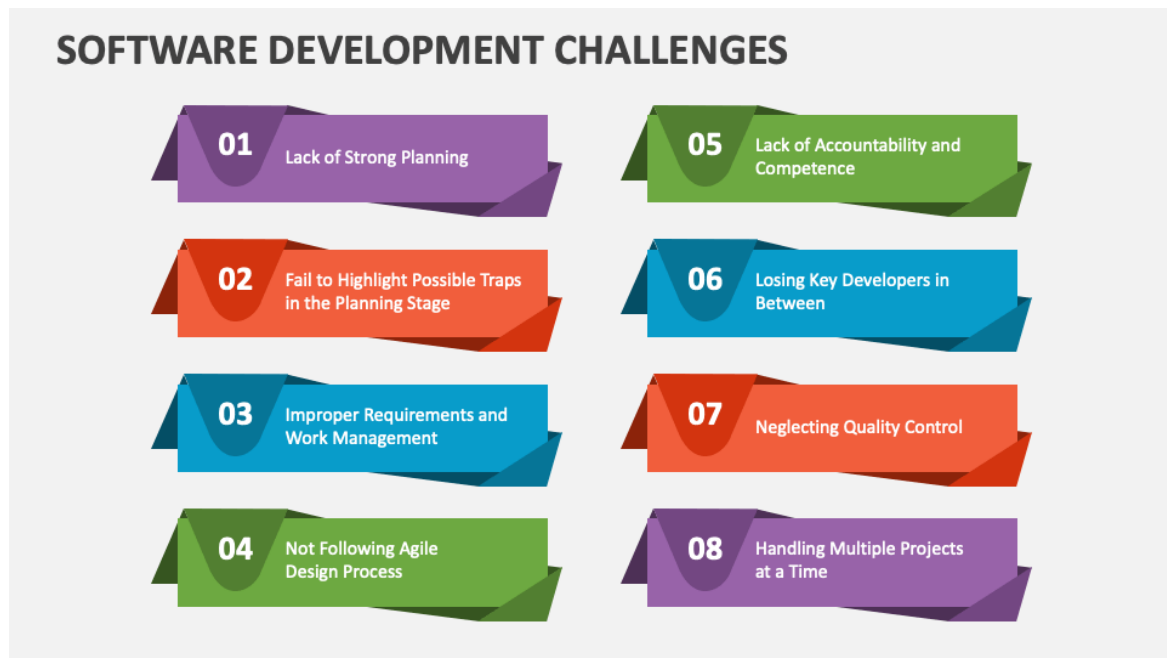 SOFTWARE DEVELOPMENT CHALLENGES
01
Lack of Strong Planning
02
Fail to Highlight Possible Traps
in the Planning Stage
03
Improper Requirements and
Work Management
04
Not Following Agile
Design Process
05
Lack of Accountability and
Competence
06
Losing Key Developers in
Between
07
Neglecting Quality Control
08
Handling Multiple Projects
at a Time